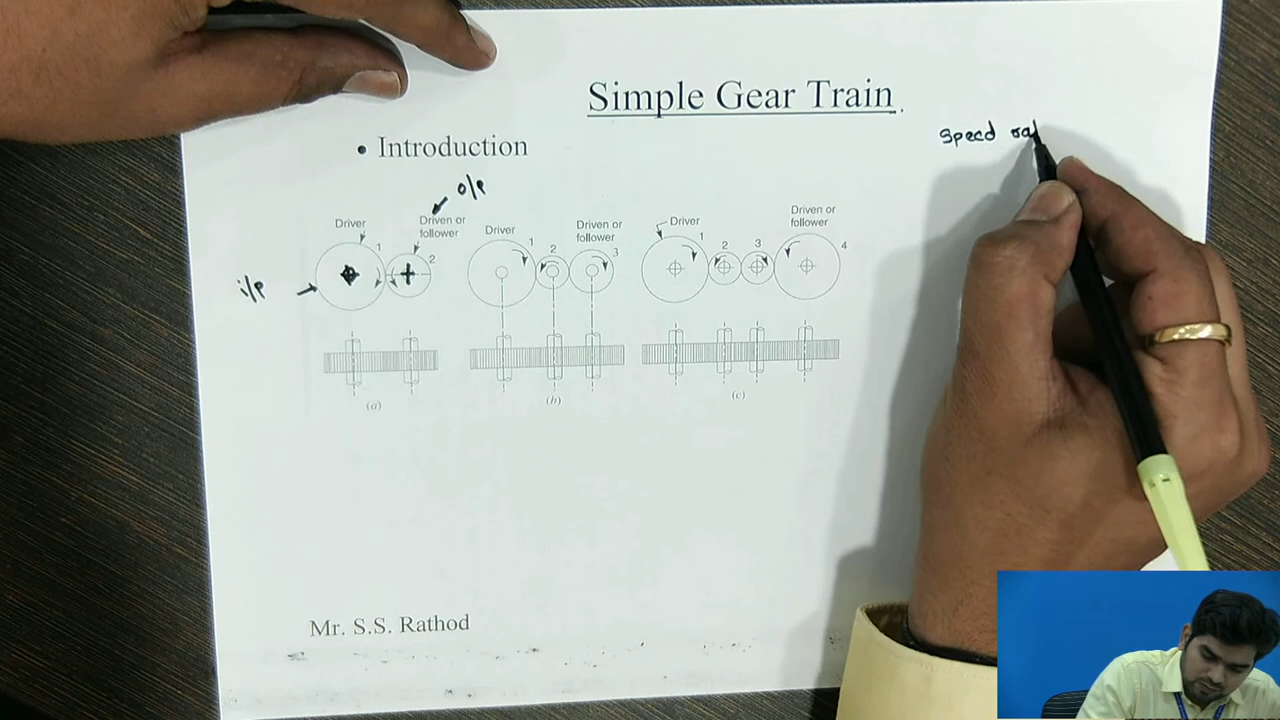 Simple Gear Train.
Speed ra
• Introduction
o/p
Driver
Driven or
follower
1
2
i/p
Driver
1
2
Driven or
follower
3
Driver
1
2
3
Driven or
follower
4
(a)
(b)
(c)
Mr. S.S. Rathod